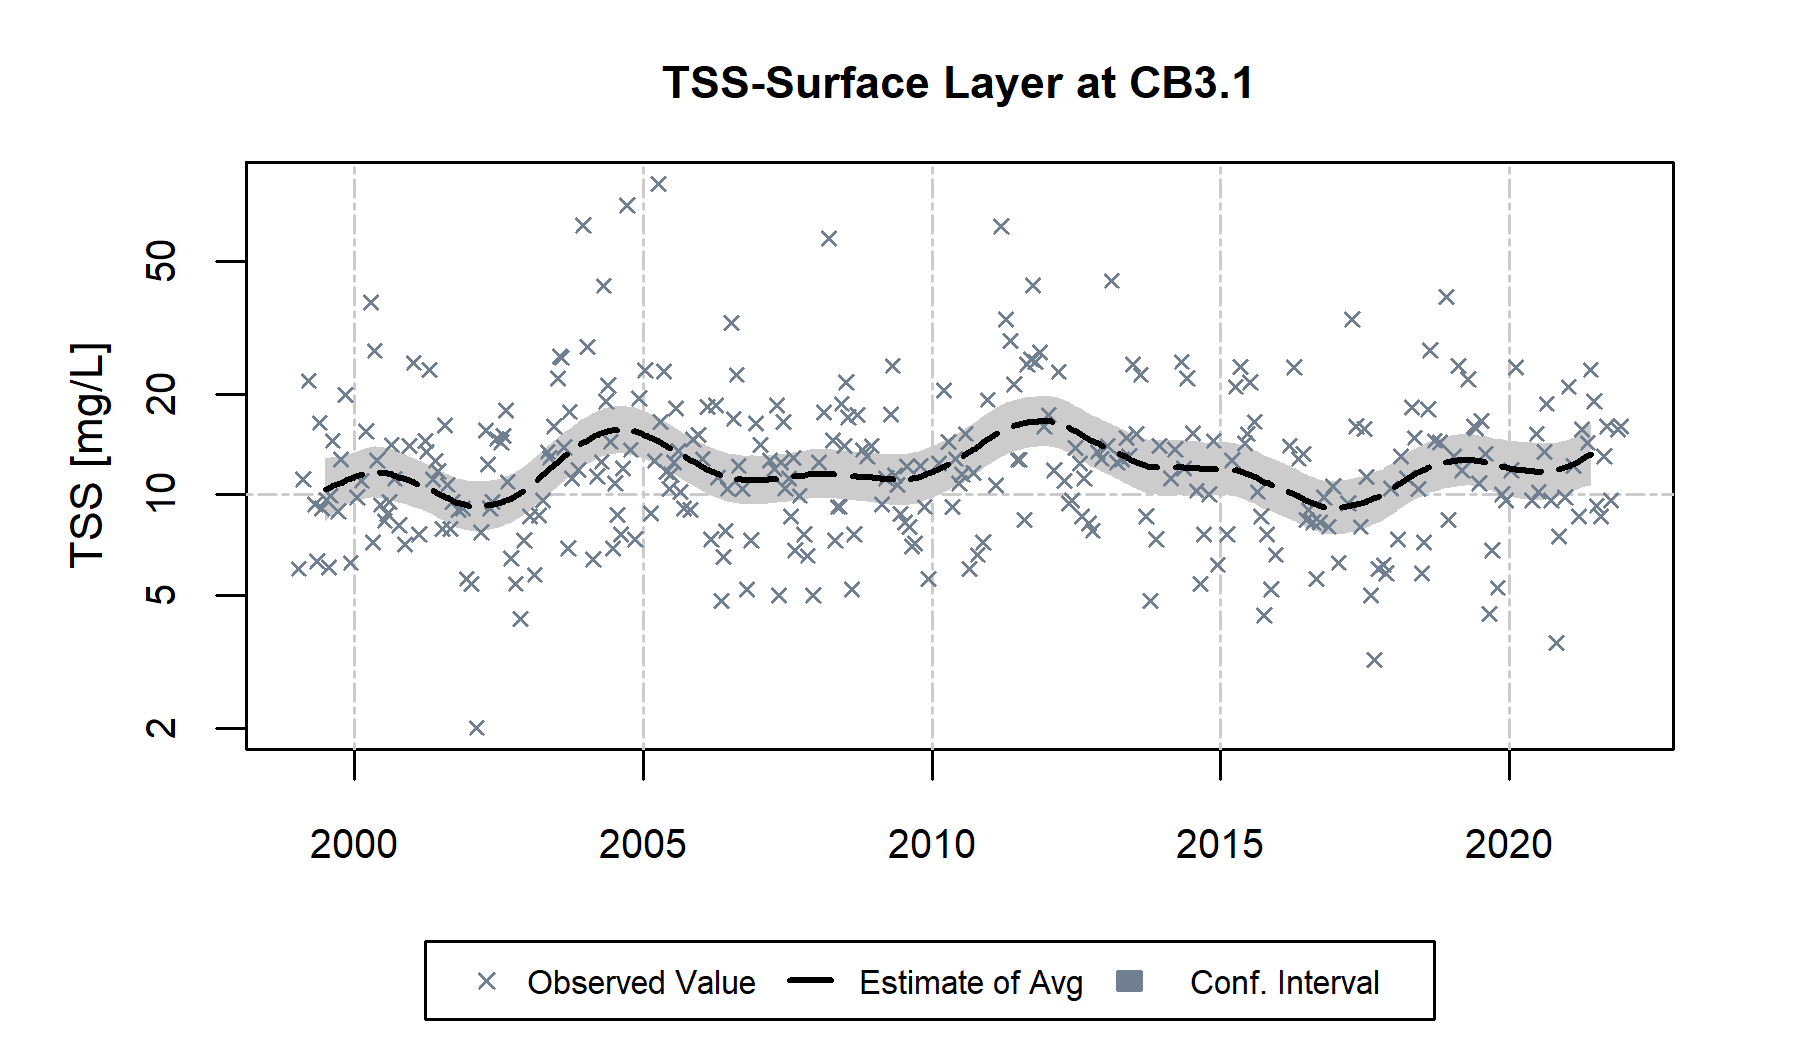 TSS-Surface Layer at CB3.1
TSS [mg/L]
50
20
10
5
2
2000 2005 2010 2015 2020
Observed Value Estimate of Avg Conf. Interval